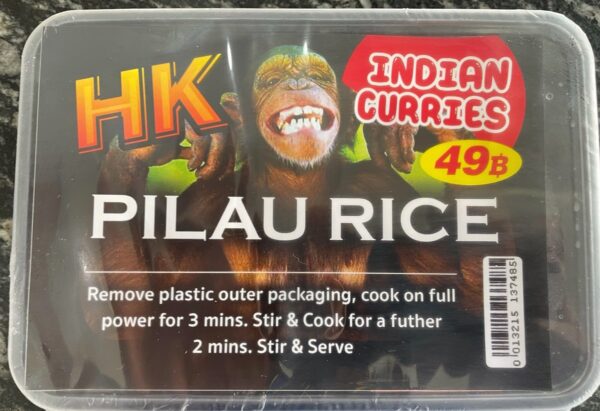 HK
INDIAN
CURRIES
49฿
PILAU RICE
Remove plastic outer packaging, cook on full
power for 3 mins. Stir & Cook for a futher
2 mins. Stir & Serve
0 013215 137485